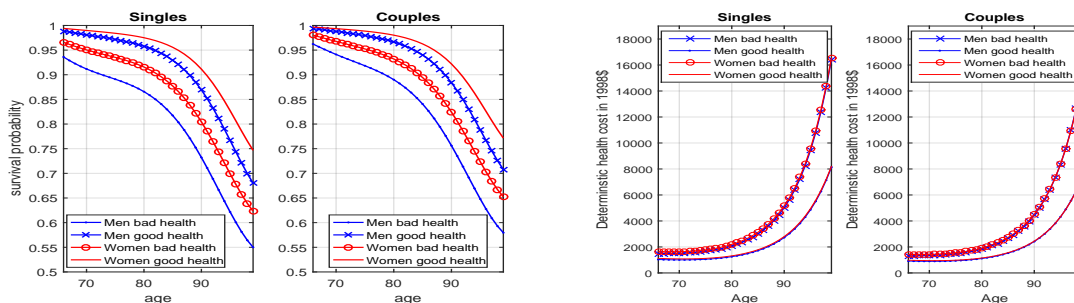 Singles
survival probability
1
0.95
0.9
0.85
0.8
0.75
0.7
0.65
0.6
0.55
0.5
Men bad health
Men good health
Women bad health
Women good health
70
80
90
age
Couples
1
0.95
0.9
0.85
0.8
0.75
0.7
0.65
0.6
0.55
0.5
Men bad health
Men good health
Women bad health
Women good health
70
80
90
age
Singles
Deterministic health cost in 1998$
18000
16000
14000
12000
10000
8000
6000
4000
2000
0
Men bad health
Men good health
Women bad health
Women good health
70
80
90
Age
Couples
Deterministic health cost in 1998$
18000
16000
14000
12000
10000
8000
6000
4000
2000
0
Men bad health
Men good health
Women bad health
Women good health
70
80
90
Age